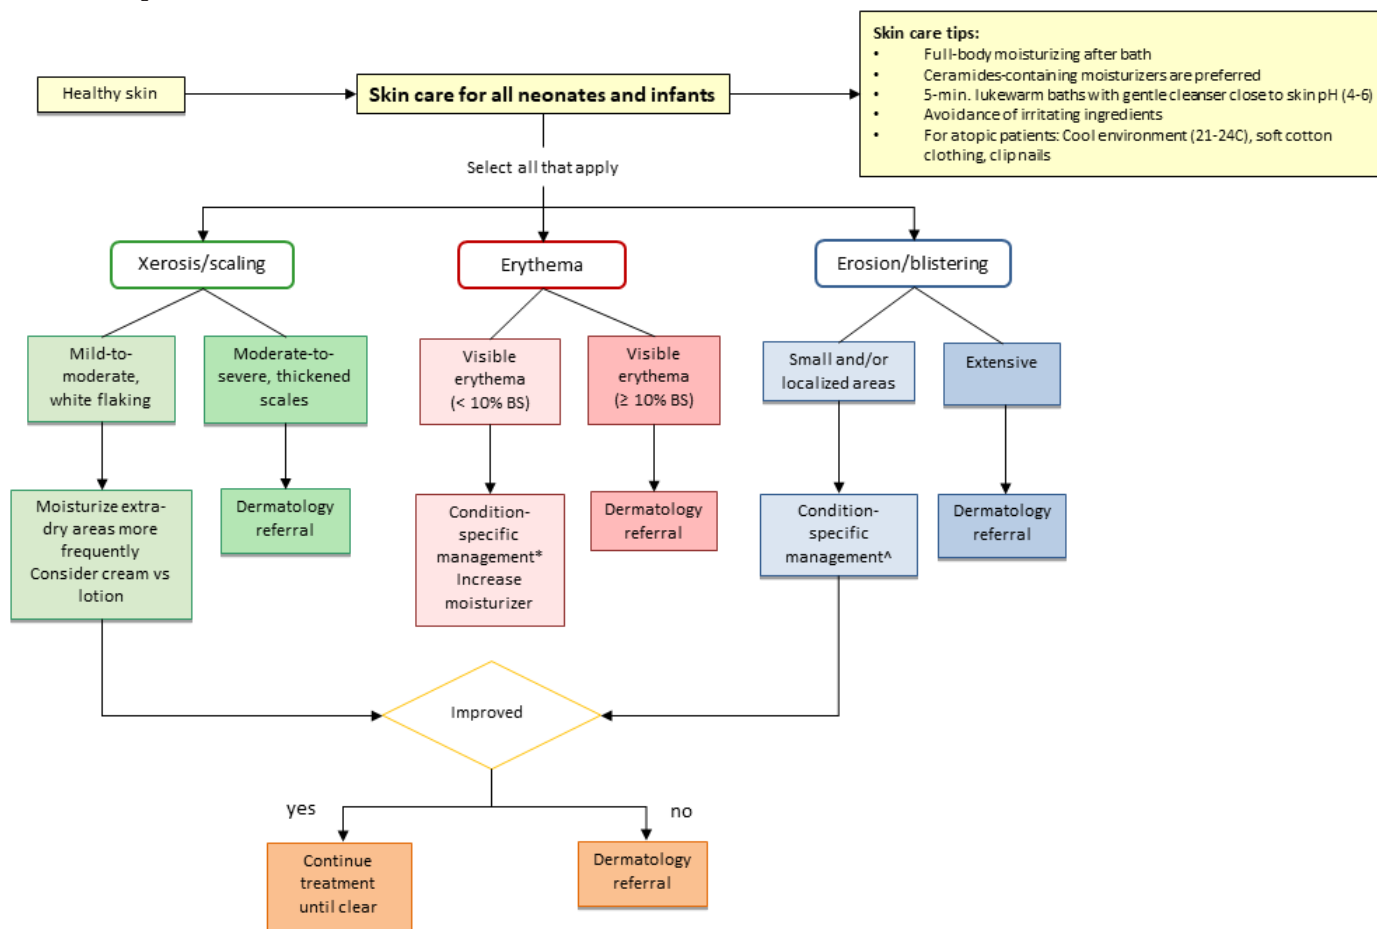 Skin care tips:
• Full-body moisturizing after bath
• Ceramides-containing moisturizers are preferred
• 5-min. lukewarm baths with gentle cleanser close to skin pH (4-6)
• Avoidance of irritating ingredients
• For atopic patients: Cool environment (21-24C), soft cotton
clothing, clip nails
Healthy skin
Skin care for all neonates and infants
Select all that apply
Xerosis/scaling
Erythema
Erosion/blistering
Mild-to-
moderate,
white flaking
Moderate-to-
severe, thickened
scales
Visible
erythema
(< 10% BS)
Visible
erythema
(≥ 10% BS)
Small and/or
localized areas
Extensive
Moisturize extra-
dry areas more
frequently
Consider cream vs
lotion
Dermatology
referral
Condition-
specific
management*
Increase
moisturizer
Dermatology
referral
Condition-
specific
management^
Dermatology
referral
Improved
yes
no
Continue
treatment
until clear
Dermatology
referral